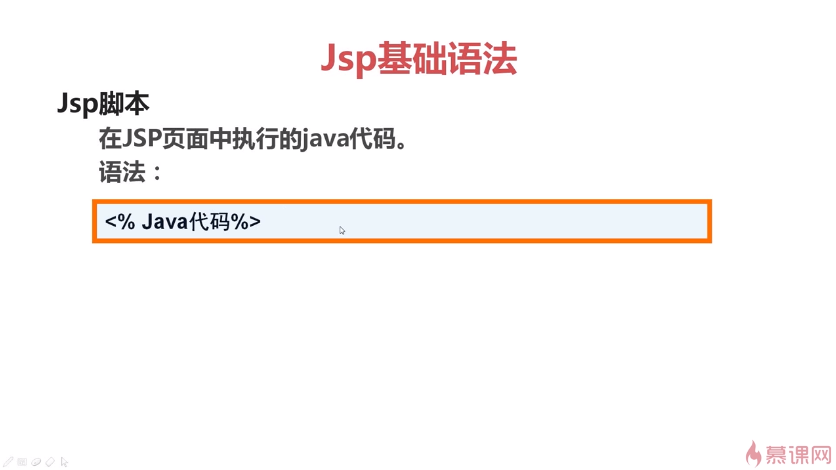 Jsp基础语法
Jsp脚本
在JSP页面中执行的java代码。
语法：
<% Java代码%>
慕课网